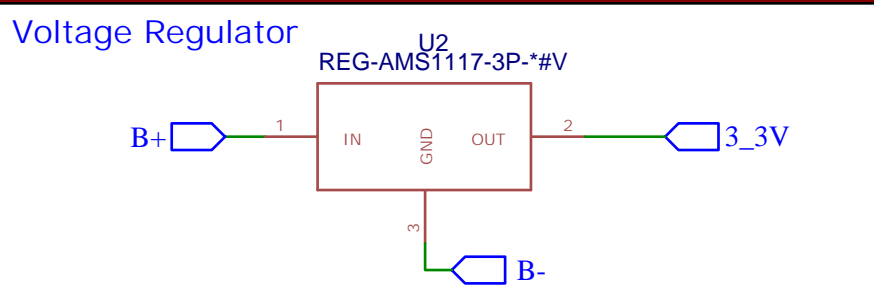 Voltage Regulator
U2
REG-AMS1117-3P-*#V
B+
1
IN
GND
OUT
2
3_3V
3
B-